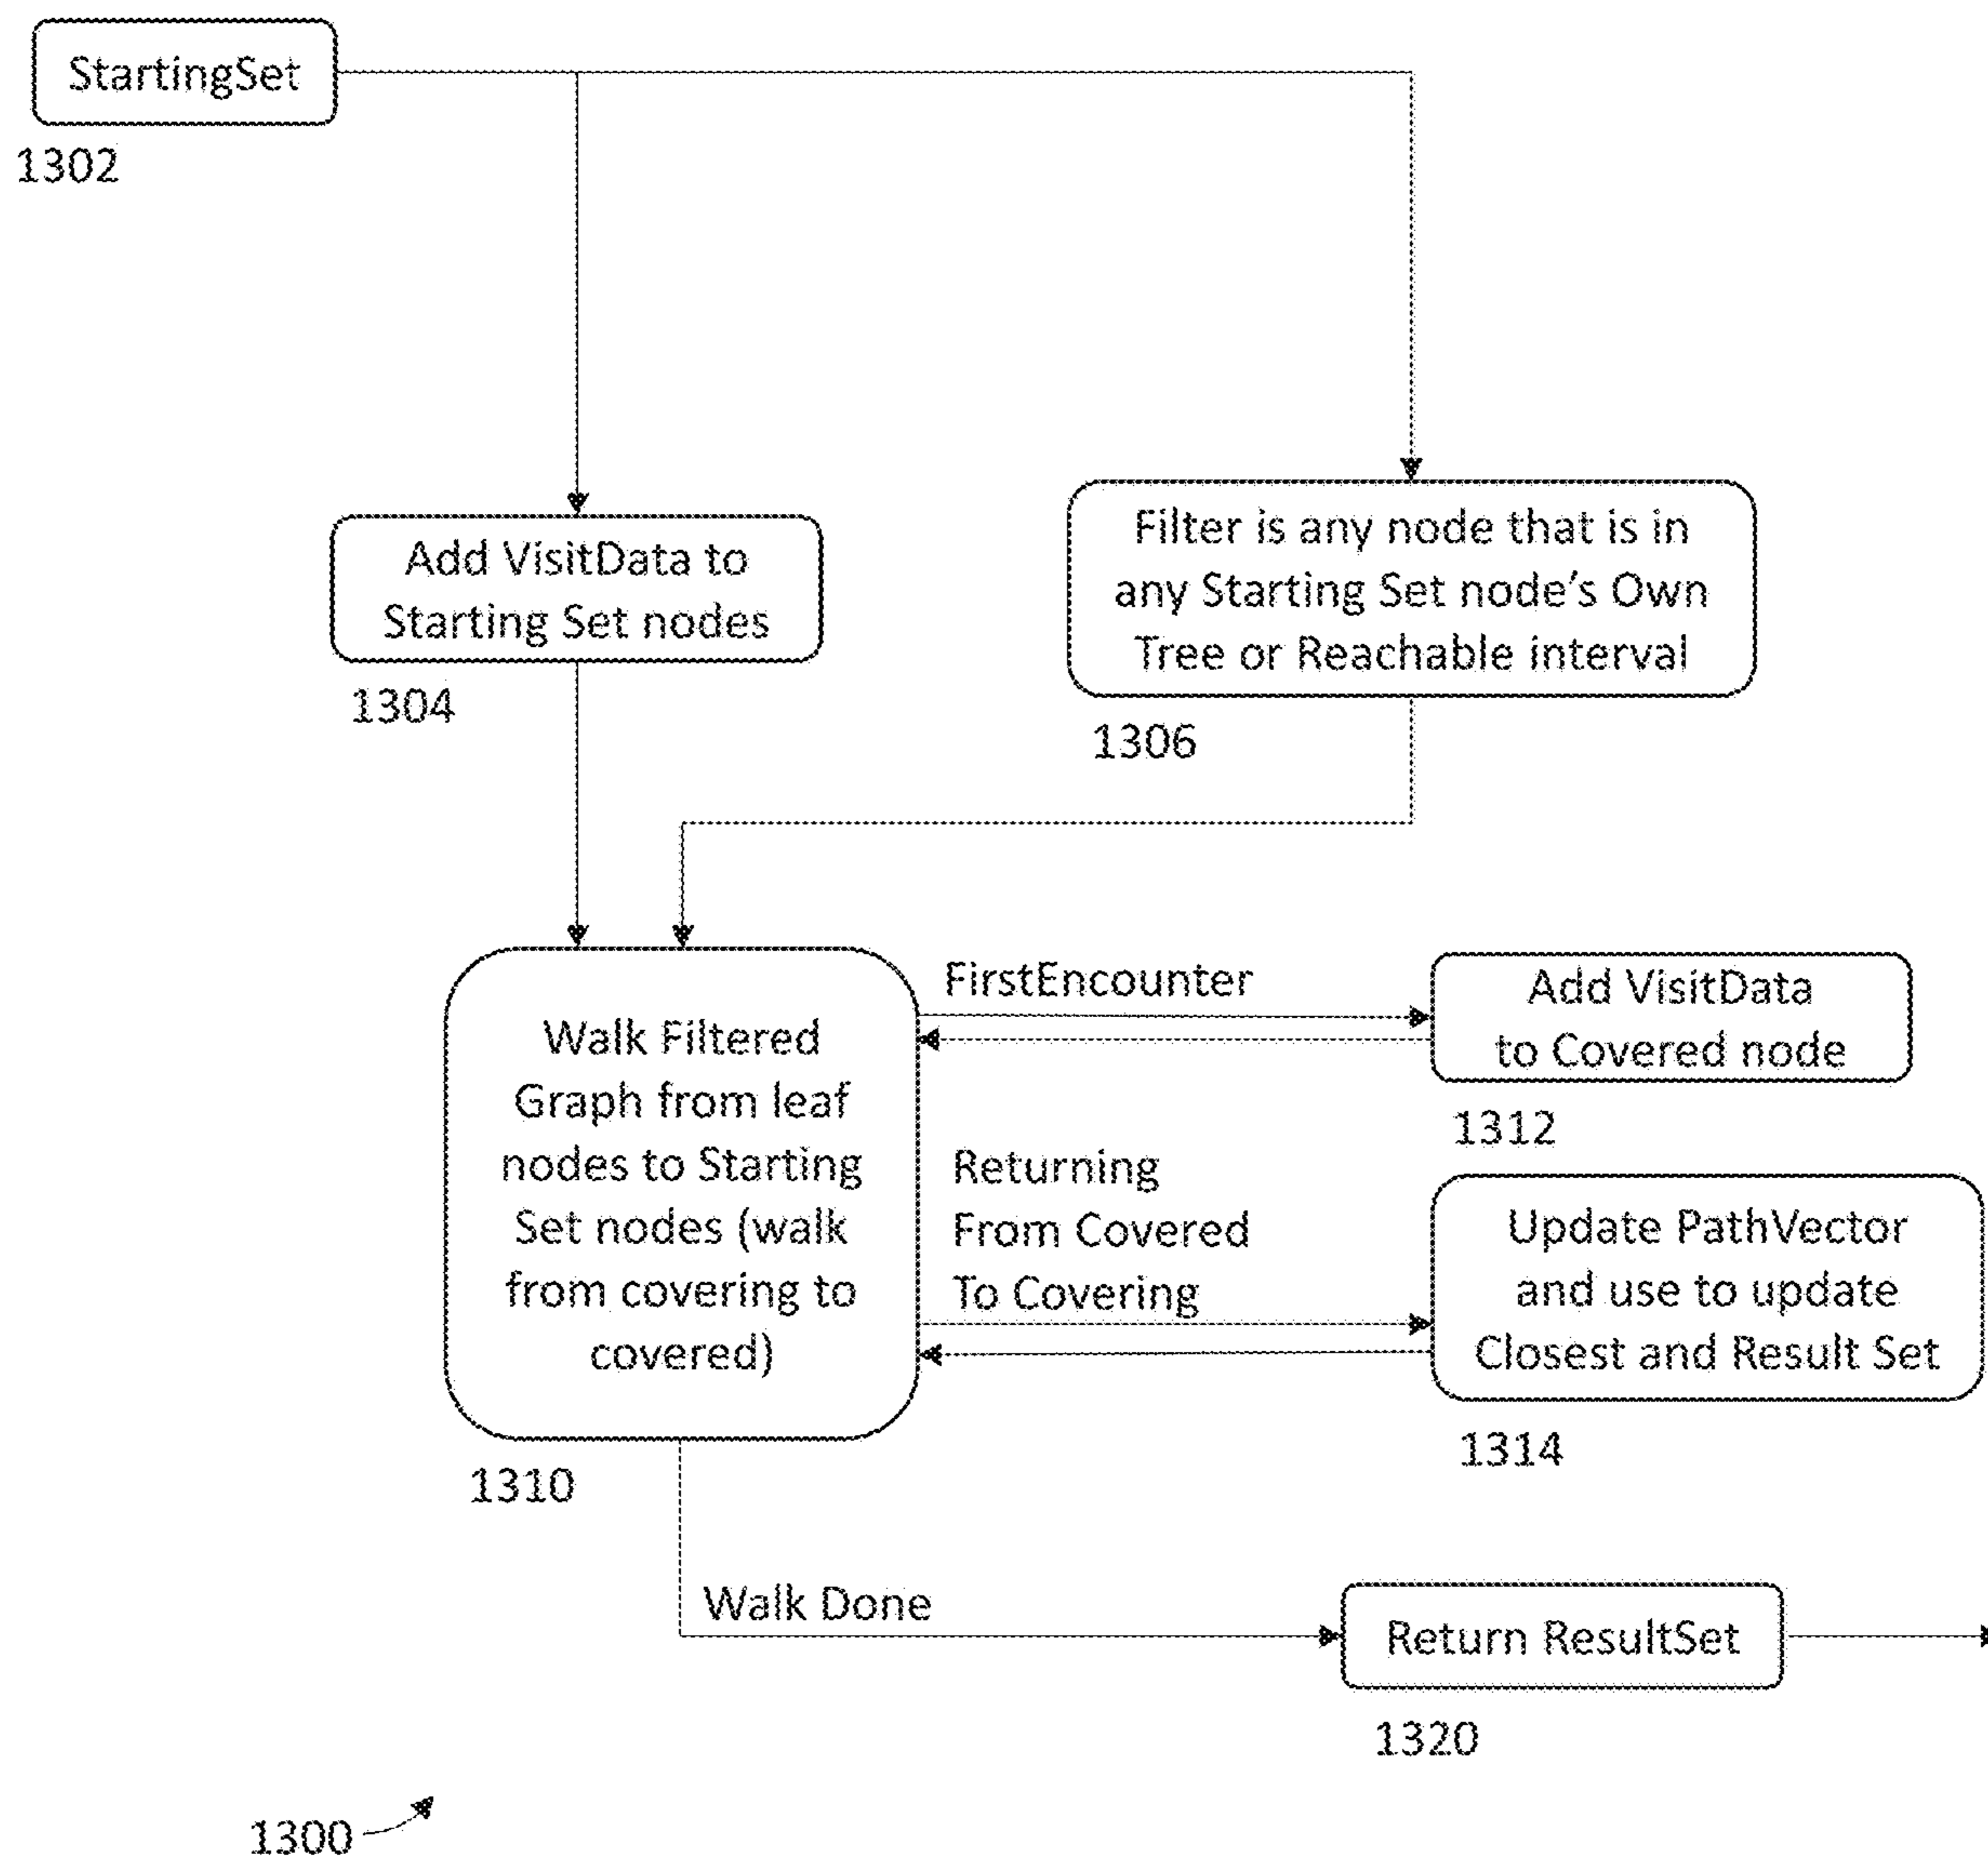 StartingSet
1302
Add VisitData to
Starting Set nodes
1304
Filter is any node that is in
any Starting Set node's Own
Tree or Reachable interval
1306
Walk Filtered
Graph from leaf
nodes to Starting
Set nodes (walk
from covering to
covered)
1310
FirstEncounter
Add VisitData
to Covered node
1312
Returning
From Covered
To Covering
Update PathVector
and use to update
Closest and Result Set
1314
Walk Done
Return ResultSet
1320
1300